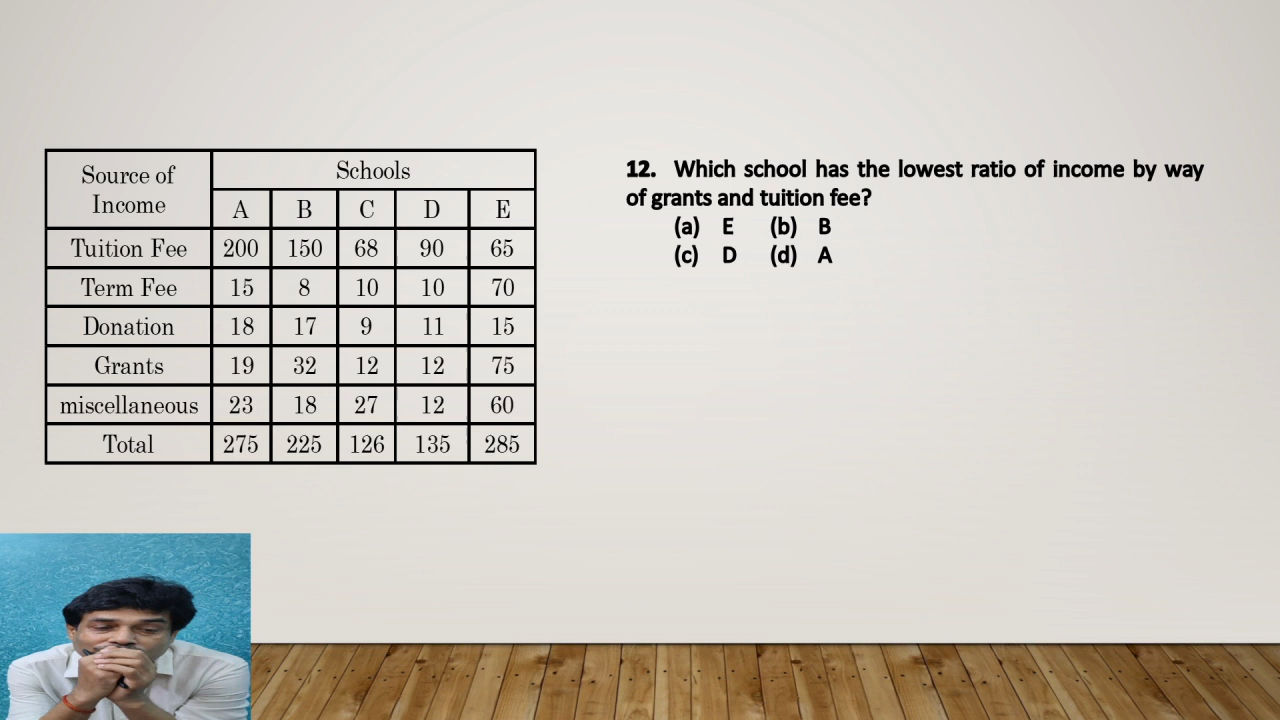 Source of Income Schools
A B C D E
Tuition Fee 200 150 68 90 65
Term Fee 15 8 10 10 70
Donation 18 17 9 11 15
Grants 19 32 12 12 75
miscellaneous 23 18 27 12 60
Total 275 225 126 135 285
12. Which school has the lowest ratio of income by way
of grants and tuition fee?
(a) E (b) B
(c) D (d) A